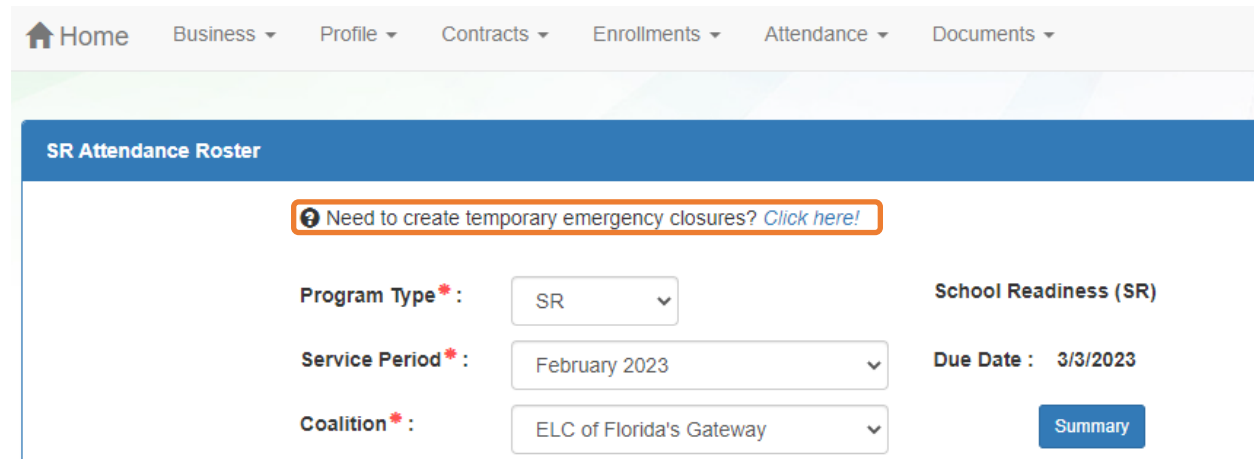 Home Business Profile Contracts Enrollments Attendance Documents
SR Attendance Roster
Need to create temporary emergency closures? Click here!
Program Type* : SR School Readiness (SR)
Service Period* : February 2023 Due Date : 3/3/2023
Coalition* : ELC of Florida's Gateway Summary